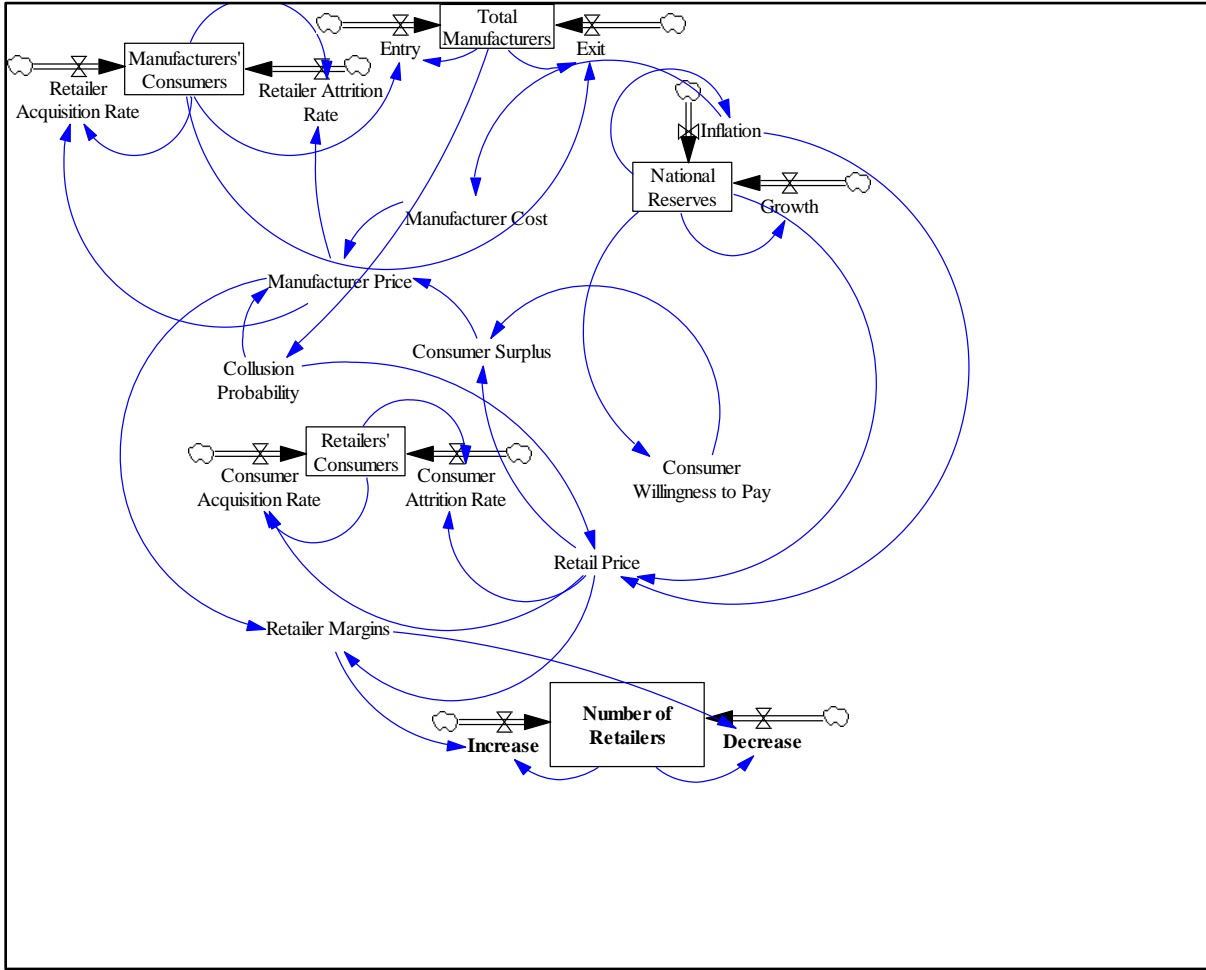 Total
Manufacturers
Entry
Exit
Manufacturers'
Consumers
Retailer
Acquisition Rate
Retailer Attrition
Rate
Inflation
National
Reserves
Growth
Manufacturer Cost
Manufacturer Price
Consumer Surplus
Collusion
Probability
Retailers'
Consumers
Consumer
Acquisition Rate
Consumer
Attrition Rate
Consumer
Willingness to Pay
Retail Price
Retailer Margins
Number of
Retailers
Increase
Decrease